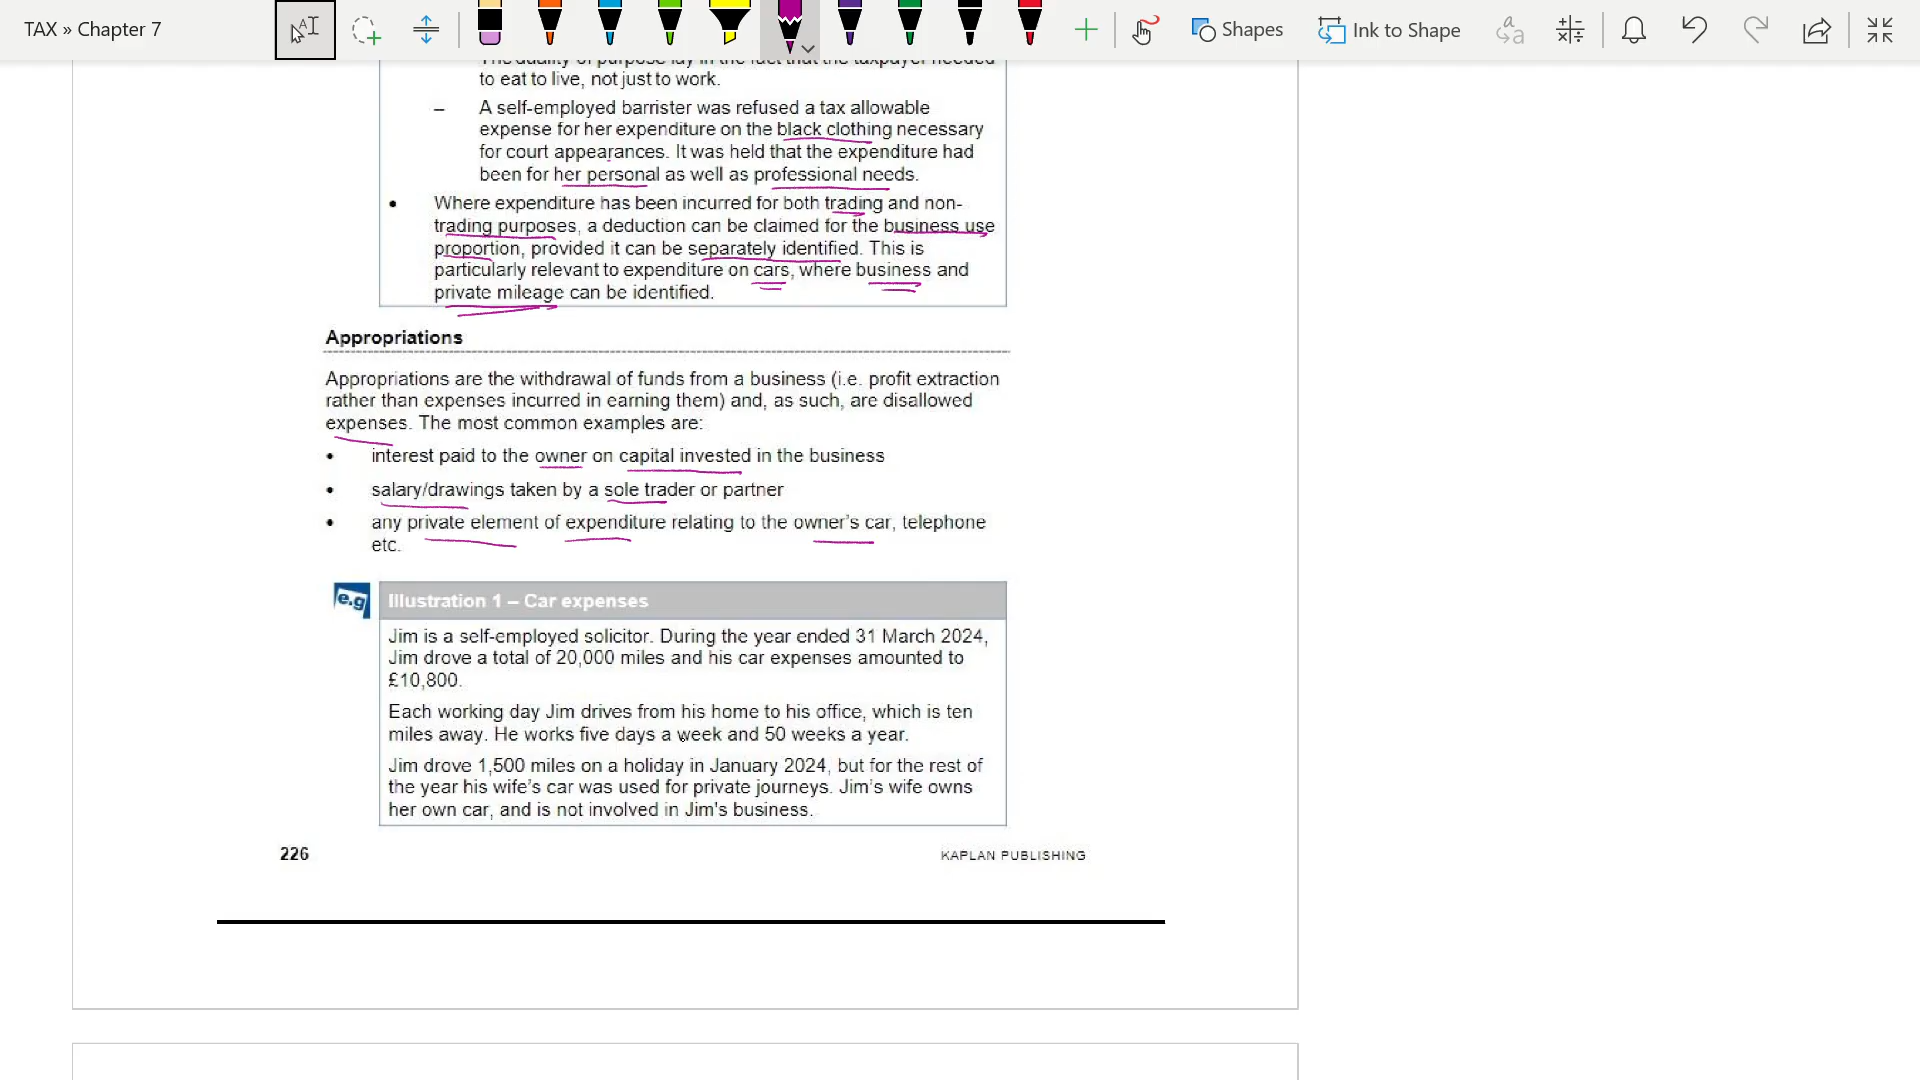 TAX » Chapter 7
Shapes
Ink to Shape
The duality of purpose lay in the fact that the taxpayer needed
to eat to live, not just to work.
– A self-employed barrister was refused a tax allowable
expense for her expenditure on the black clothing necessary
for court appearances. It was held that the expenditure had
been for her personal as well as professional needs.
• Where expenditure has been incurred for both trading and non-
trading purposes, a deduction can be claimed for the business use
proportion, provided it can be separately identified. This is
particularly relevant to expenditure on cars, where business and
private mileage can be identified.
Appropriations
Appropriations are the withdrawal of funds from a business (i.e. profit extraction
rather than expenses incurred in earning them) and, as such, are disallowed
expenses. The most common examples are:
• interest paid to the owner on capital invested in the business
• salary/drawings taken by a sole trader or partner
• any private element of expenditure relating to the owner's car, telephone
etc.
e.g
Illustration 1 – Car expenses
Jim is a self-employed solicitor. During the year ended 31 March 2024,
Jim drove a total of 20,000 miles and his car expenses amounted to
£10,800.
Each working day Jim drives from his home to his office, which is ten
miles away. He works five days a week and 50 weeks a year.
Jim drove 1,500 miles on a holiday in January 2024, but for the rest of
the year his wife's car was used for private journeys. Jim's wife owns
her own car, and is not involved in Jim's business.
226
KAPLAN PUBLISHING